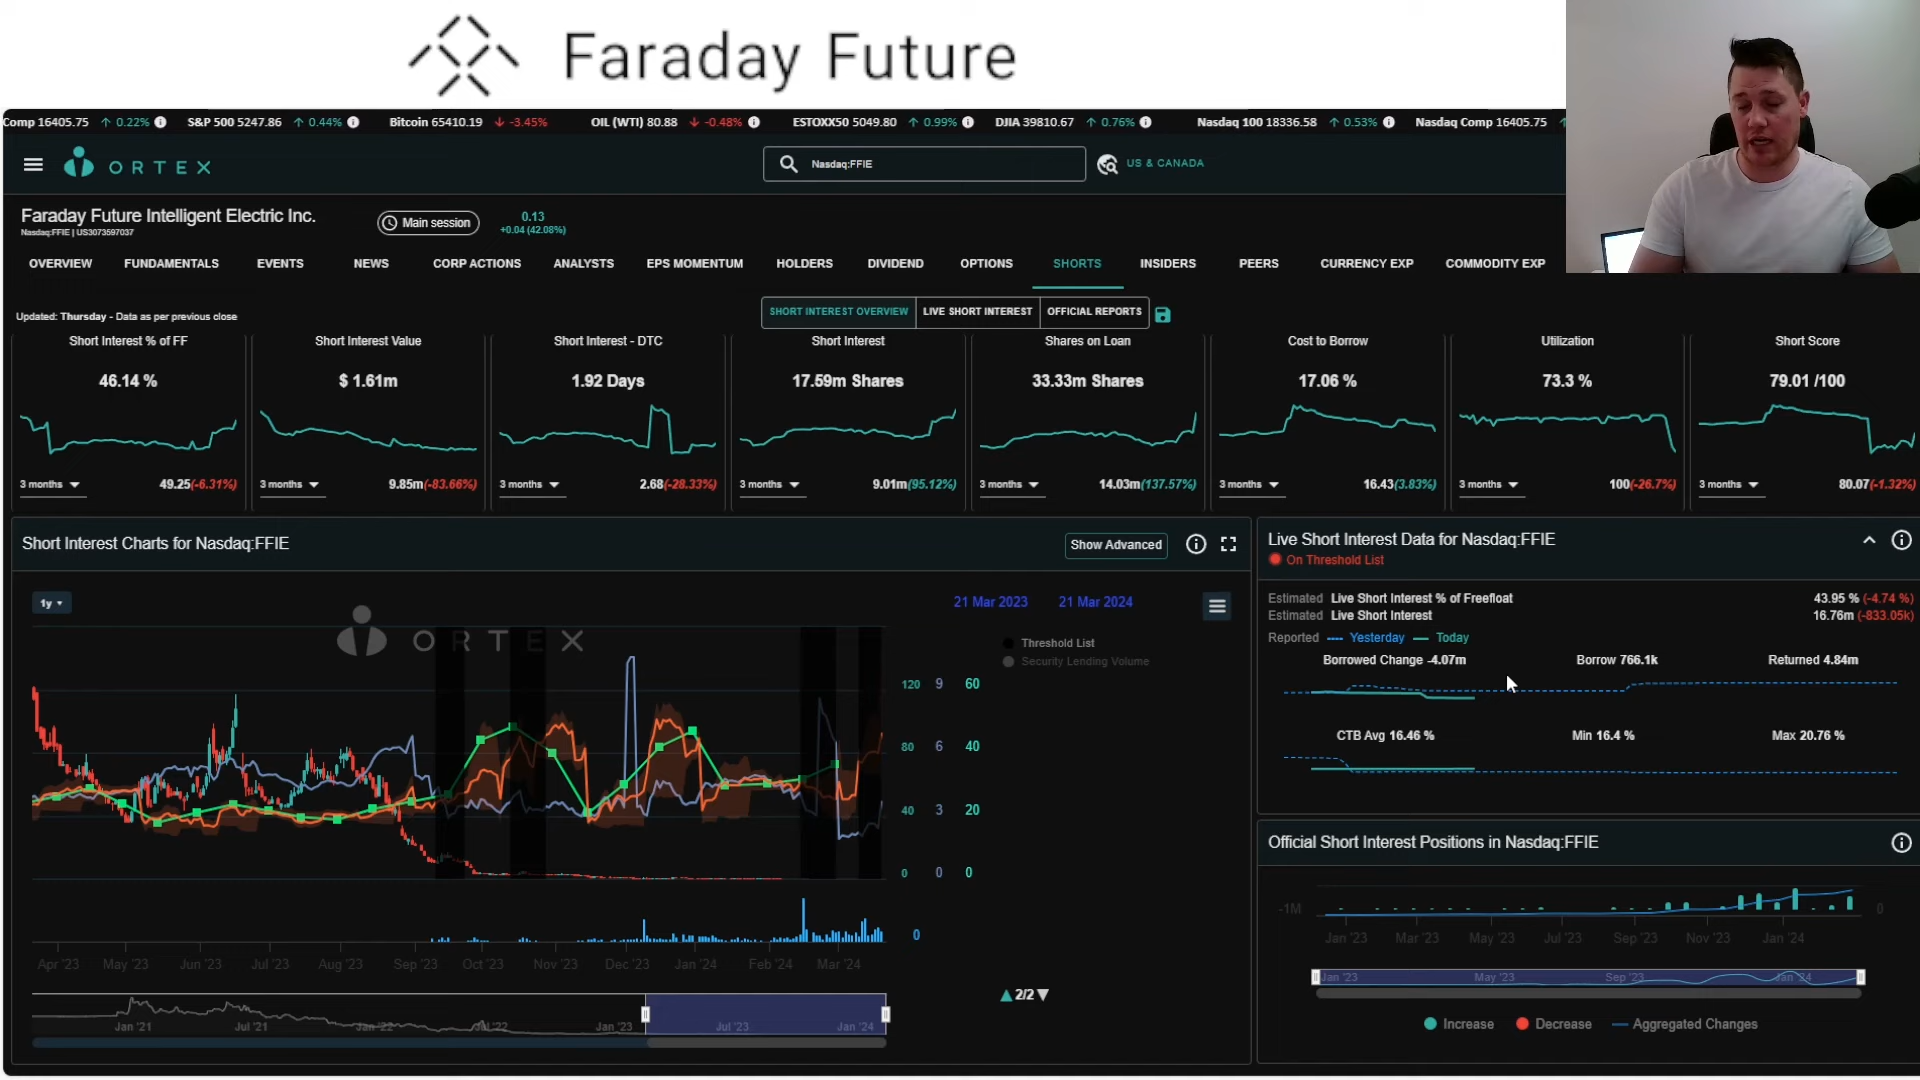 Faraday Future
Comp 16405.75 ↑ 0.22% S&P 500 5247.86 ↑ 0.44% Bitcoin 65410.19 ↓ -3.45% OIL (WTI) 80.88 ↓ -0.48% ESTOXX50 5049.80 ↑ 0.99% DJIA 39810.67 ↑ 0.76% Nasdaq 100 18336.58 ↑ 0.53% Nasdaq Comp 16405.75
ORTEX Nasdaq:FFIE US & CANADA
Faraday Future Intelligent Electric Inc. Main session 0.13
Nasdaq:FFIE | US3073597037 +0.04 (42.08%)
OVERVIEW FUNDAMENTALS EVENTS NEWS CORP ACTIONS ANALYSTS EPS MOMENTUM HOLDERS DIVIDEND OPTIONS SHORTS INSIDERS PEERS CURRENCY EXP COMMODITY EXP
SHORT INTEREST OVERVIEW LIVE SHORT INTEREST OFFICIAL REPORTS
Updated: Thursday - Data as per previous close
Short Interest % of FF Short Interest Value Short Interest - DTC Short Interest Shares on Loan Cost to Borrow Utilization Short Score
46.14 % $ 1.61m 1.92 Days 17.59m Shares 33.33m Shares 17.06 % 73.3 % 79.01 /100
3 months 49.25(-6.31%) 3 months 9.85m(-83.66%) 3 months 2.68(-28.33%) 3 months 9.01m(95.12%) 3 months 14.03m(137.57%) 3 months 16.43(3.83%) 3 months 100(-26.7%) 3 months 80.07(-1.32%)
Short Interest Charts for Nasdaq:FFIE Show Advanced
1y 21 Mar 2023 21 Mar 2024
ORTEX
Threshold List
Security Lending Volume
120 9 60
80 6 40
40 3 20
0 0 0
0
Apr '23 May '23 Jun '23 Jul '23 Aug '23 Sep '23 Oct '23 Nov '23 Dec '23 Jan '24 Feb '24 Mar '24
2/2
Jan '21 Jul '21 Jan '22 Jul '22 Jan '23 Jul '23 Jan '24
Live Short Interest Data for Nasdaq:FFIE
On Threshold List
Estimated Live Short Interest % of Freefloat 43.95 % (-4.74 %)
Estimated Live Short Interest 16.76m (-833.05k)
Reported Yesterday Today
Borrowed Change -4.07m Borrow 766.1k Returned 4.84m
CTB Avg 16.46 % Min 16.4 % Max 20.76 %
Official Short Interest Positions in Nasdaq:FFIE
-1M 0
Jan '23 Mar '23 May '23 Jul '23 Sep '23 Nov '23 Jan '24
Jan '23 May '23 Sep '23 Jan '24
Increase Decrease Aggregated Changes